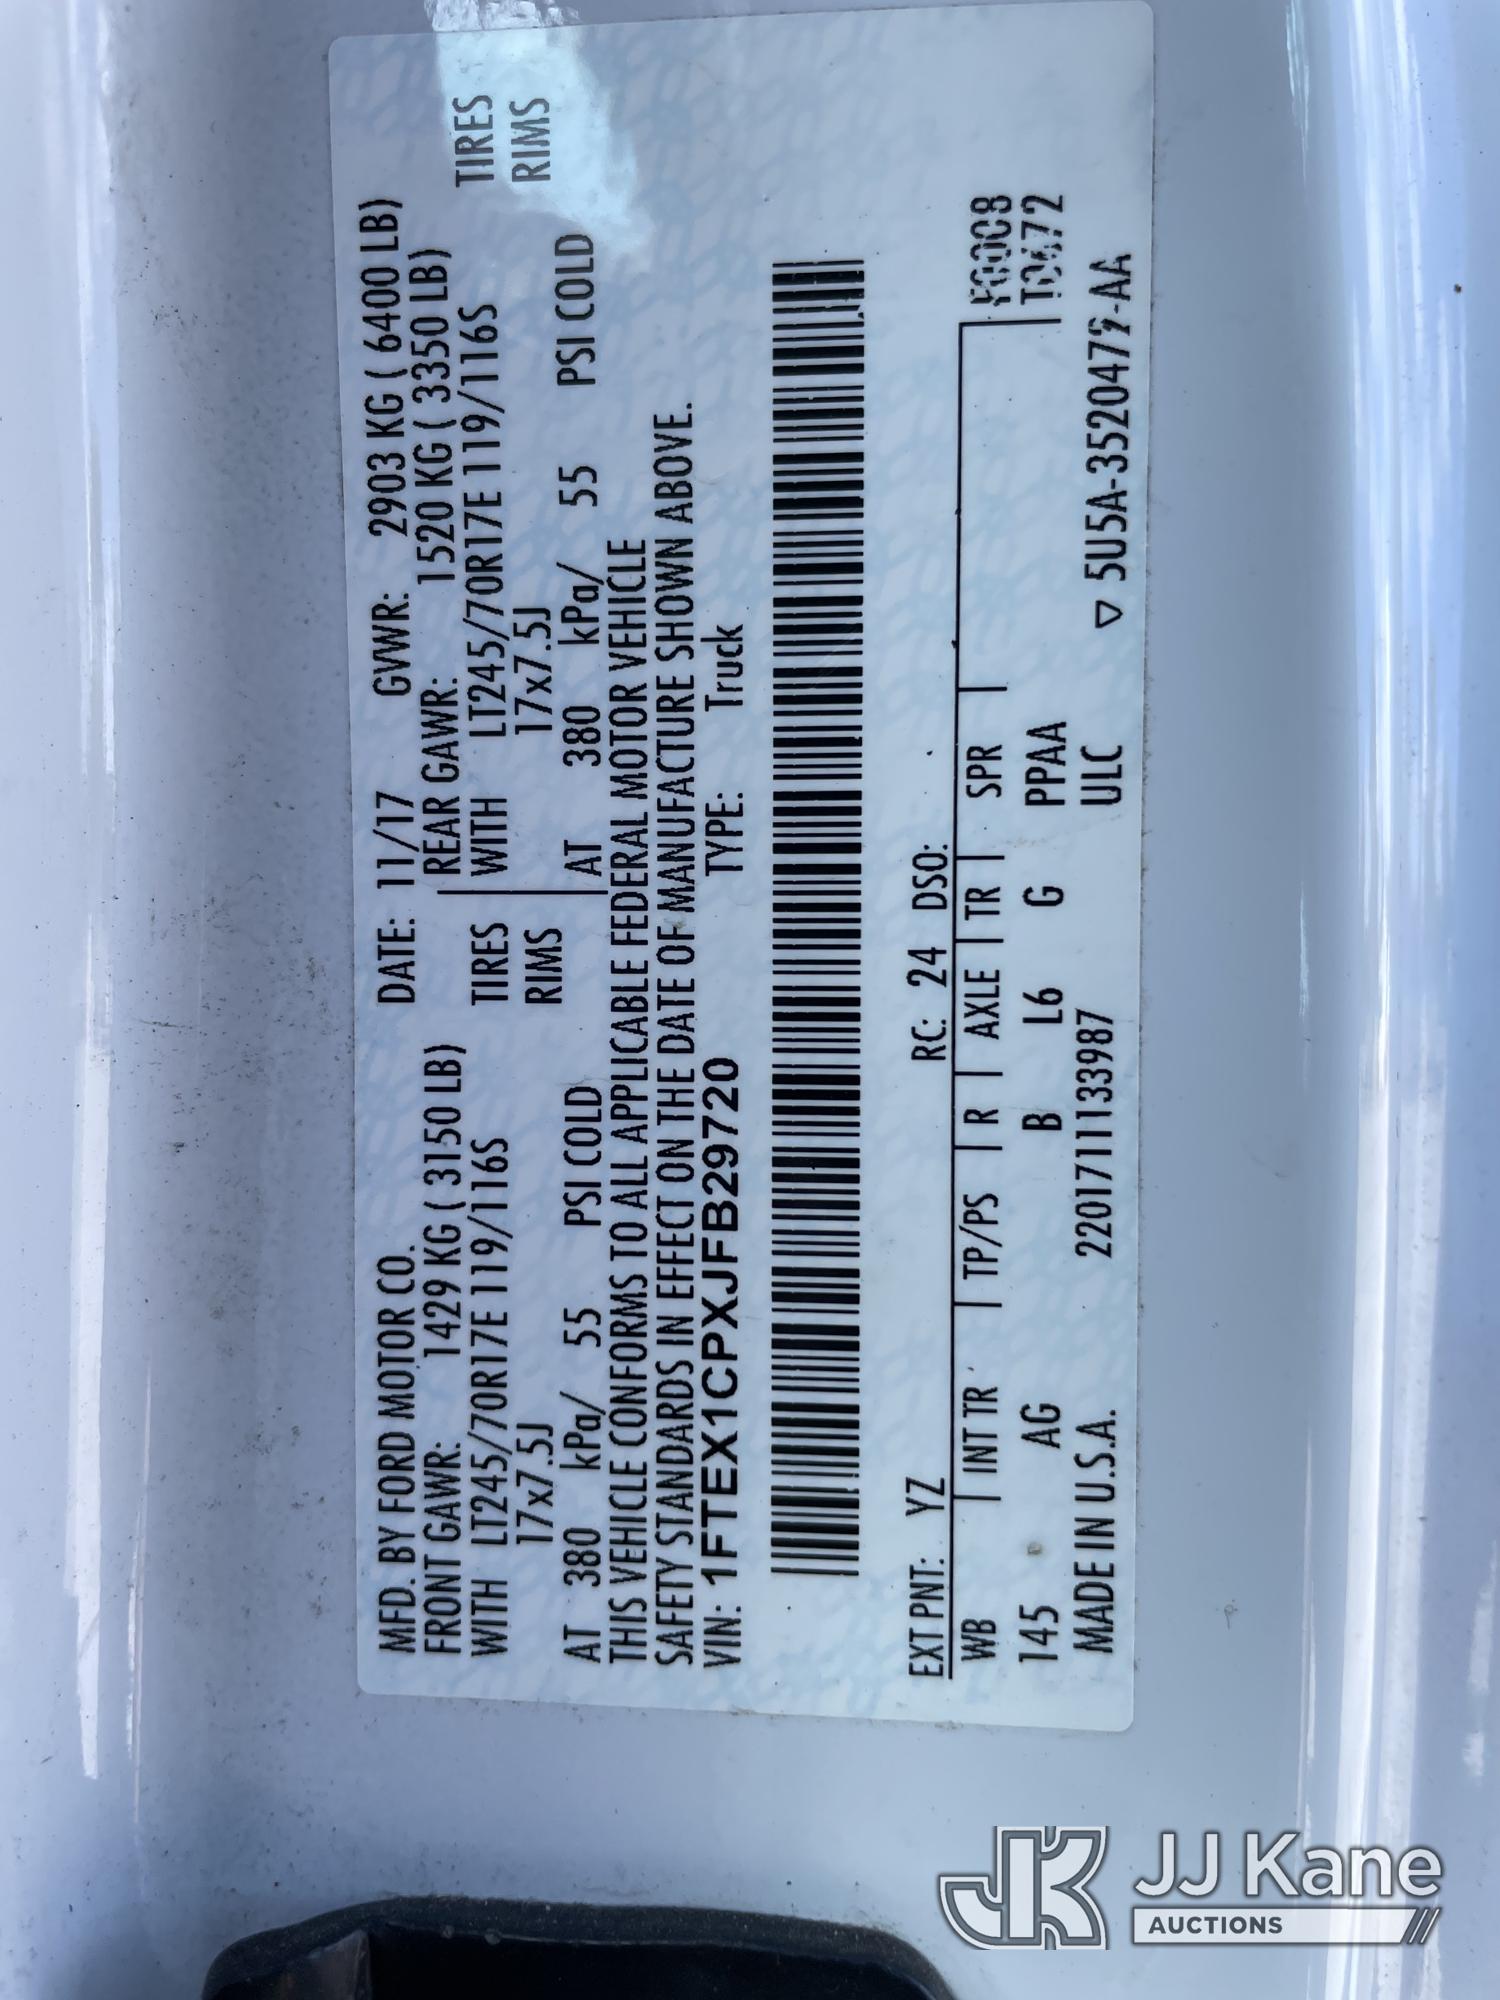 MFD. BY FORD MOTOR CO. DATE: 11/17 GVWR: 2903 KG ( 6400 LB)
FRONT GAWR: 1429 KG ( 3150 LB) REAR GAWR: 1520 KG ( 3350 LB)
WITH LT245/70R17E 119/116S TIRES WITH LT245/70R17E 119/116S TIRES
17x7.5J RIMS 17x7.5J RIMS
AT 380 kPa/ 55 PSI COLD AT 380 kPa/ 55 PSI COLD
THIS VEHICLE CONFORMS TO ALL APPLICABLE FEDERAL MOTOR VEHICLE
SAFETY STANDARDS IN EFFECT ON THE DATE OF MANUFACTURE SHOWN ABOVE.
VIN: 1FTEX1CPXJFB29720 TYPE: Truck
EXT PNT: YZ RC: 24 DSO:
WB INT TR TP/PS R AXLE TR SPR
145 AG B L6 G PPAA
MADE IN U.S.A. 220171113398​7 ULC ▽ 5U5A-3520472-AA
JK JJ Kane
AUCTIONS